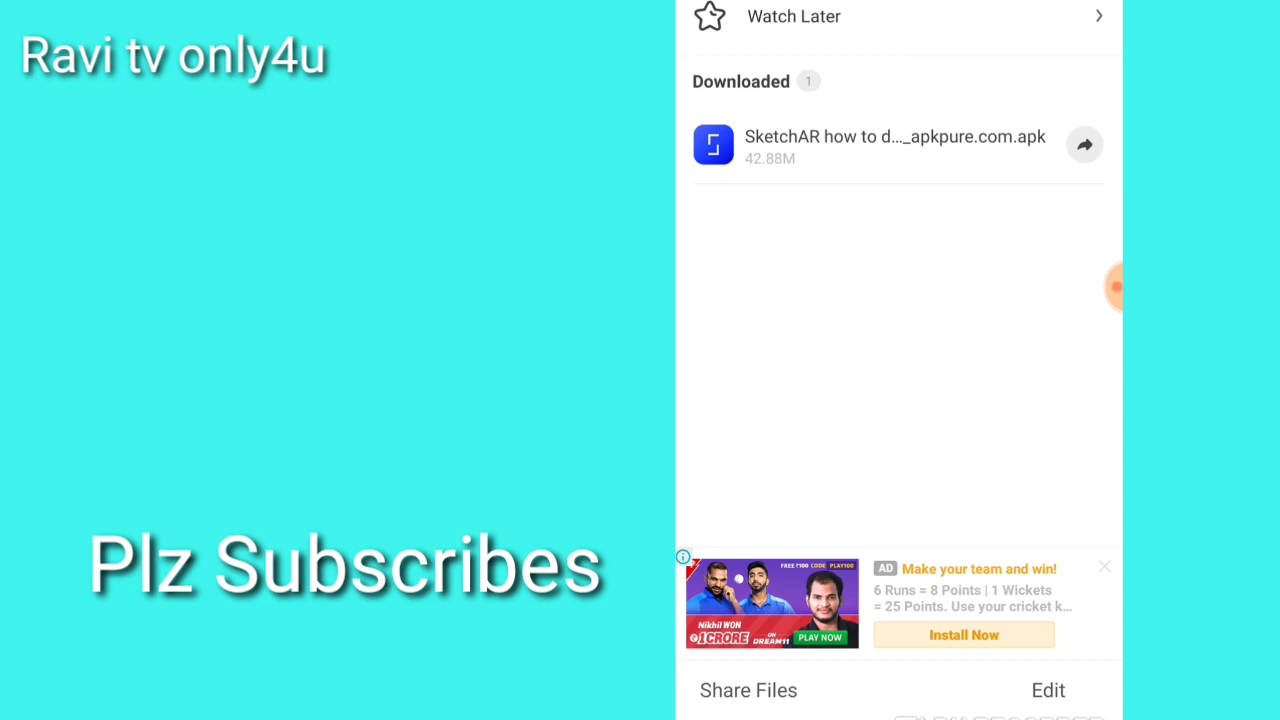 Ravi tv only4u
Plz Subscribes
Watch Later
Downloaded 1
SketchAR how to d..._apkpure.com.apk
42.88M
FREE ₹100 CODE PLAY100
Nikhil WON
₹1CRORE ON DREAM11
PLAY NOW
AD Make your team and win!
6 Runs = 8 Points | 1 Wickets
= 25 Points. Use your cricket k...
Install Now
Share Files
Edit